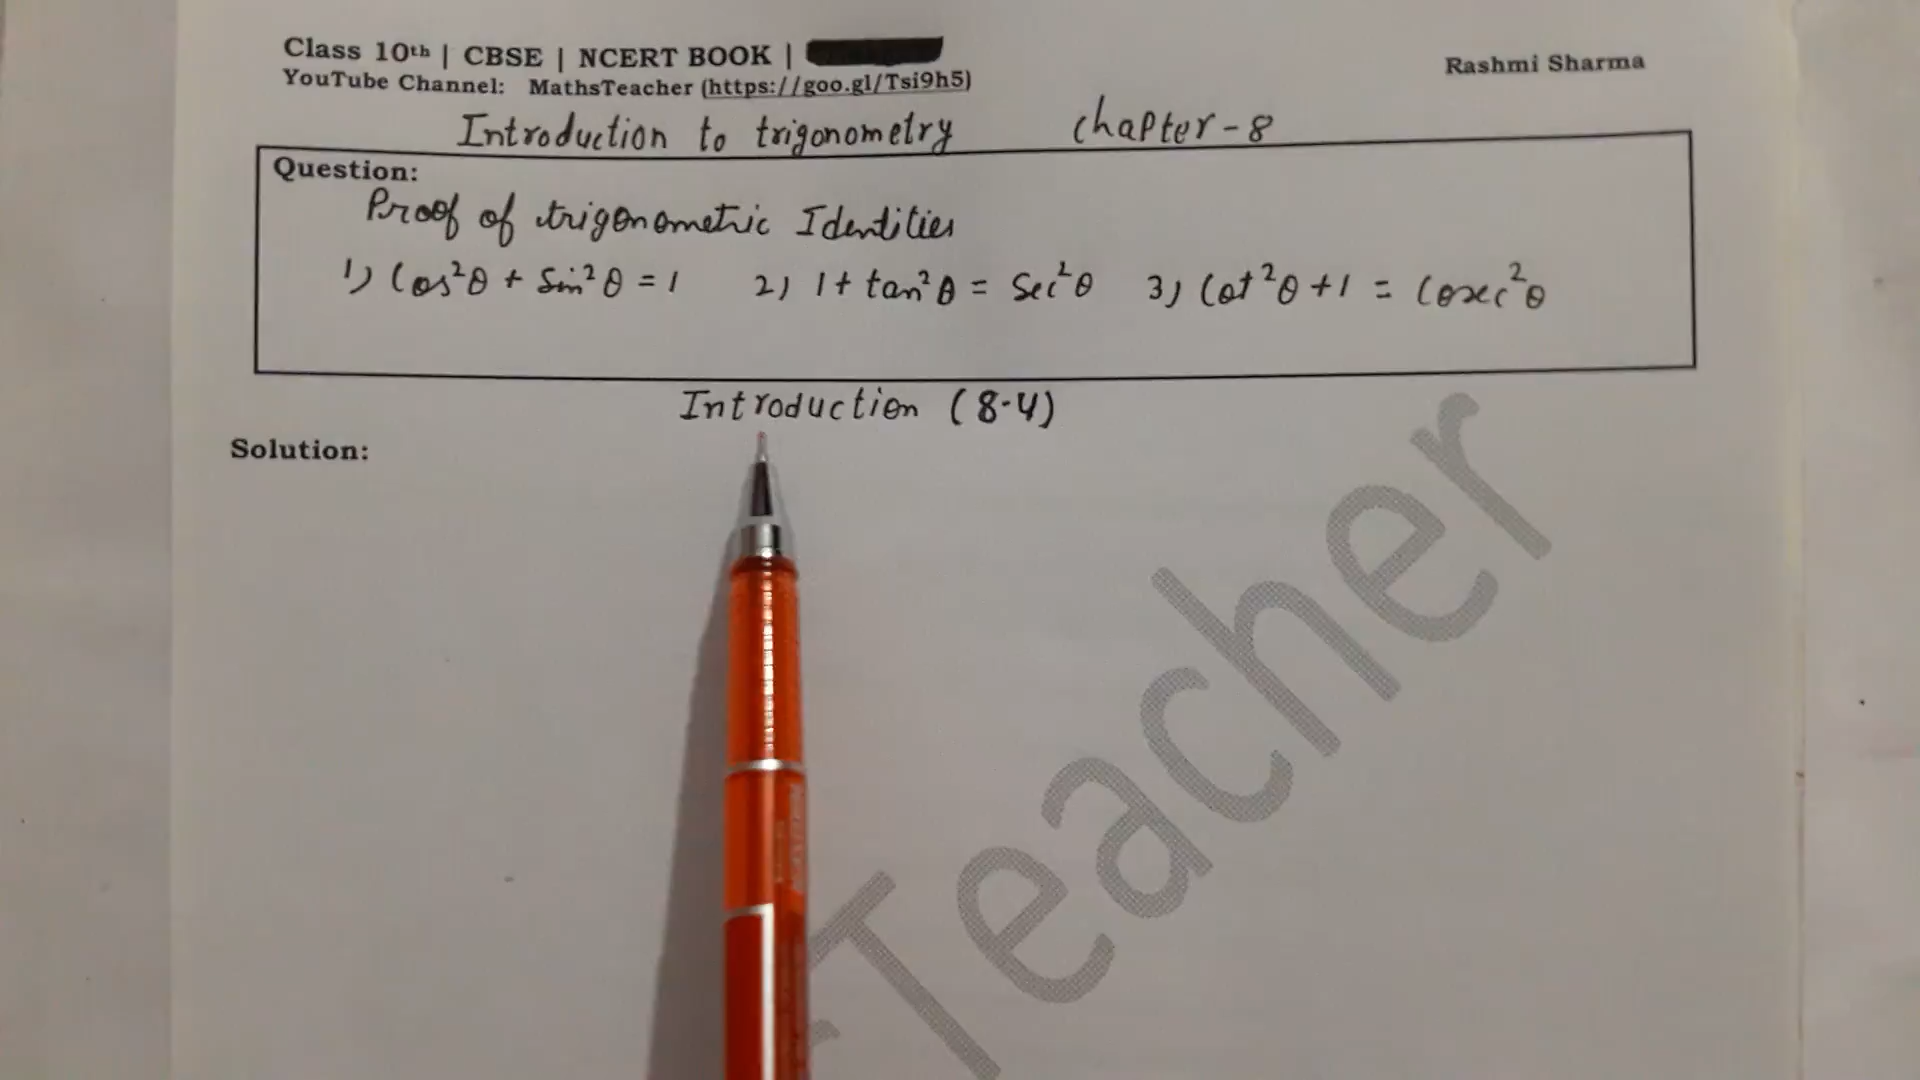 Class 10th | CBSE | NCERT BOOK |
Rashmi Sharma
YouTube Channel: MathsTeacher (https://goo.gl/Tsi9h5)
Introduction to trigonometry chapter-8
Question:
Proof of trigonometric Identities
1) Cos²θ + Sin²θ = 1 2) 1 + tan²θ = Sec²θ 3) Cot²θ + 1 = Cosec²θ
Introduction (8.4)
Solution:
Teacher